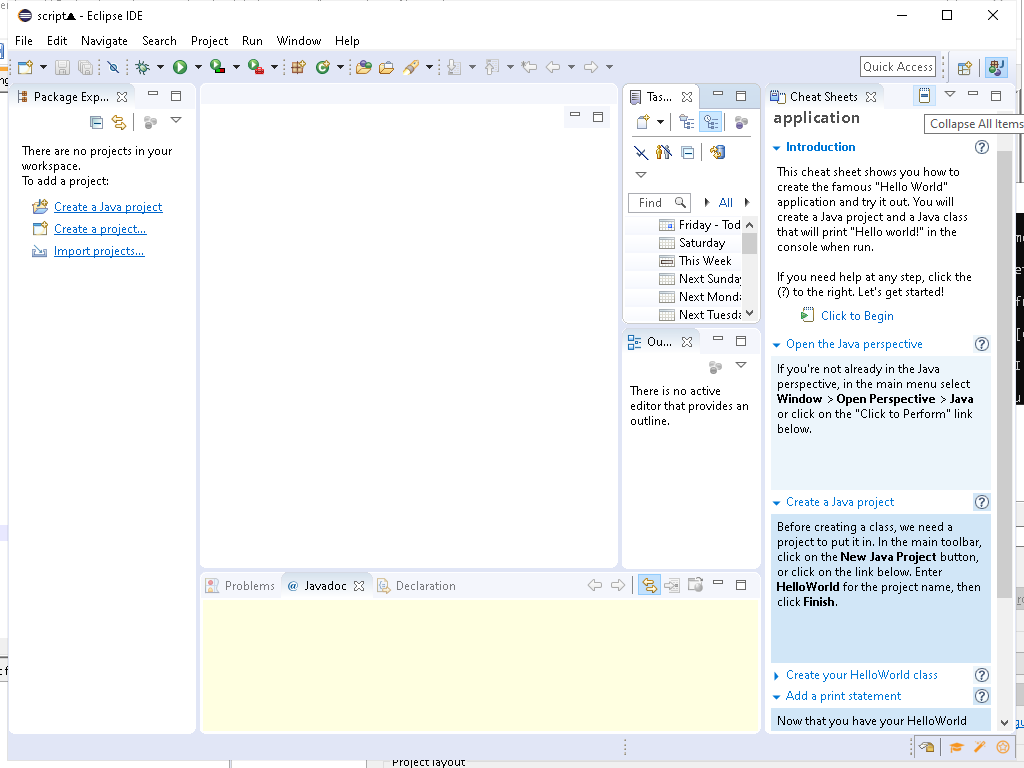 script▲ - Eclipse IDE
File Edit Navigate Search Project Run Window Help
Quick Access
Package Exp...
There are no projects in your
workspace.
To add a project:
Create a Java project
Create a project...
Import projects...
Tas...
Find
All
Friday - Tod
Saturday
This Week
Next Sunday
Next Monda
Next Tuesda
Ou...
There is no active
editor that provides an
outline.
Problems
@ Javadoc
Declaration
Cheat Sheets
Collapse All Items
application
Introduction
This cheat sheet shows you how to
create the famous "Hello World"
application and try it out. You will
create a Java project and a Java class
that will print "Hello world!" in the
console when run.
If you need help at any step, click the
(?) to the right. Let's get started!
Click to Begin
Open the Java perspective
If you're not already in the Java
perspective, in the main menu select
Window > Open Perspective > Java
or click on the "Click to Perform" link
below.
Create a Java project
Before creating a class, we need a
project to put it in. In the main toolbar,
click on the New Java Project button,
or click on the link below. Enter
HelloWorld for the project name, then
click Finish.
Create your HelloWorld class
Add a print statement
Now that you have your HelloWorld
Project layout